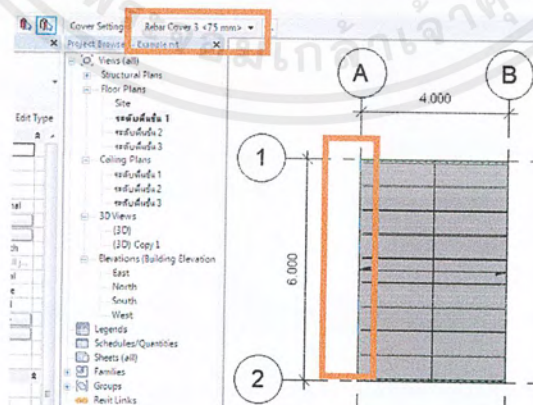 Cover Setting: Rebar Cover 3 <75 mm>
Project Browser - Example nt
Views (all)
Structural Plans
Floor Plans
Site
ระดับพื้นชั้น 1
ระดับพื้นชั้น 2
ระดับพื้นชั้น 3
Ceiling Plans
ระดับพื้นชั้น 1
ระดับพื้นชั้น 2
ระดับพื้นชั้น 3
3D Views
{3D}
{3D} Copy 1
Elevations (Building Elevation
East
North
South
West
Legends
Schedules/Quantities
Sheets (all)
Families
Groups
Revit Links
Edit Type
A
B
4.000
1
6.000
2